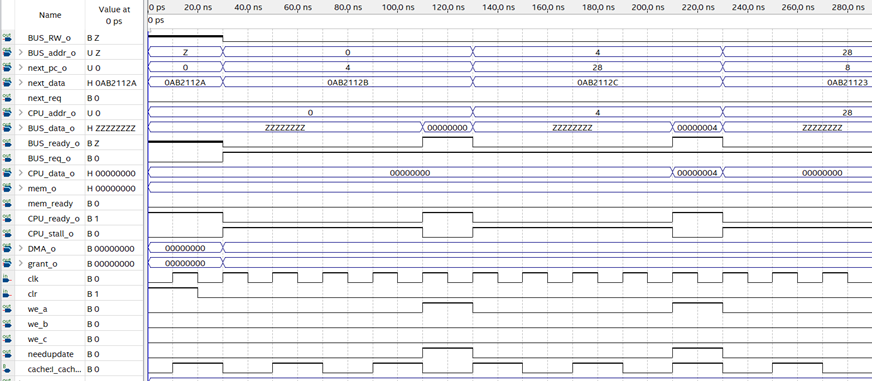 Name Value at 0 ps
0 ps 20.0 ns 40.0 ns 60.0 ns 80.0 ns 100.0 ns 120.0 ns 140.0 ns 160.0 ns 180.0 ns 200.0 ns 220.0 ns 240.0 ns 260.0 ns 280.0 ns
0 ps
BUS_RW_o B Z
BUS_addr_o U Z Z 0 4 28
next_pc_o U 0 0 4 28 8
next_data H 0AB2112A 0AB2112A 0AB2112B 0AB2112C 0AB21123
next_req B 0
CPU_addr_o U 0 0 4 28
BUS_data_o H ZZZZZZZZ ZZZZZZZZ 00000000 ZZZZZZZZ 00000004 ZZZZZZZZ
BUS_ready_o B Z
BUS_req_o B 0
CPU_data_o H 00000000 00000000 00000004 00000000
mem_o H 00000000
mem_ready B 0
CPU_ready_o B 1
CPU_stall_o B 0
DMA_o B 00000000 00000000
grant_o B 00000000 00000000
clk B 0
clr B 1
we_a B 0
we_b B 0
we_c B 0
needupdate B 0
cache:I_cach... B 0